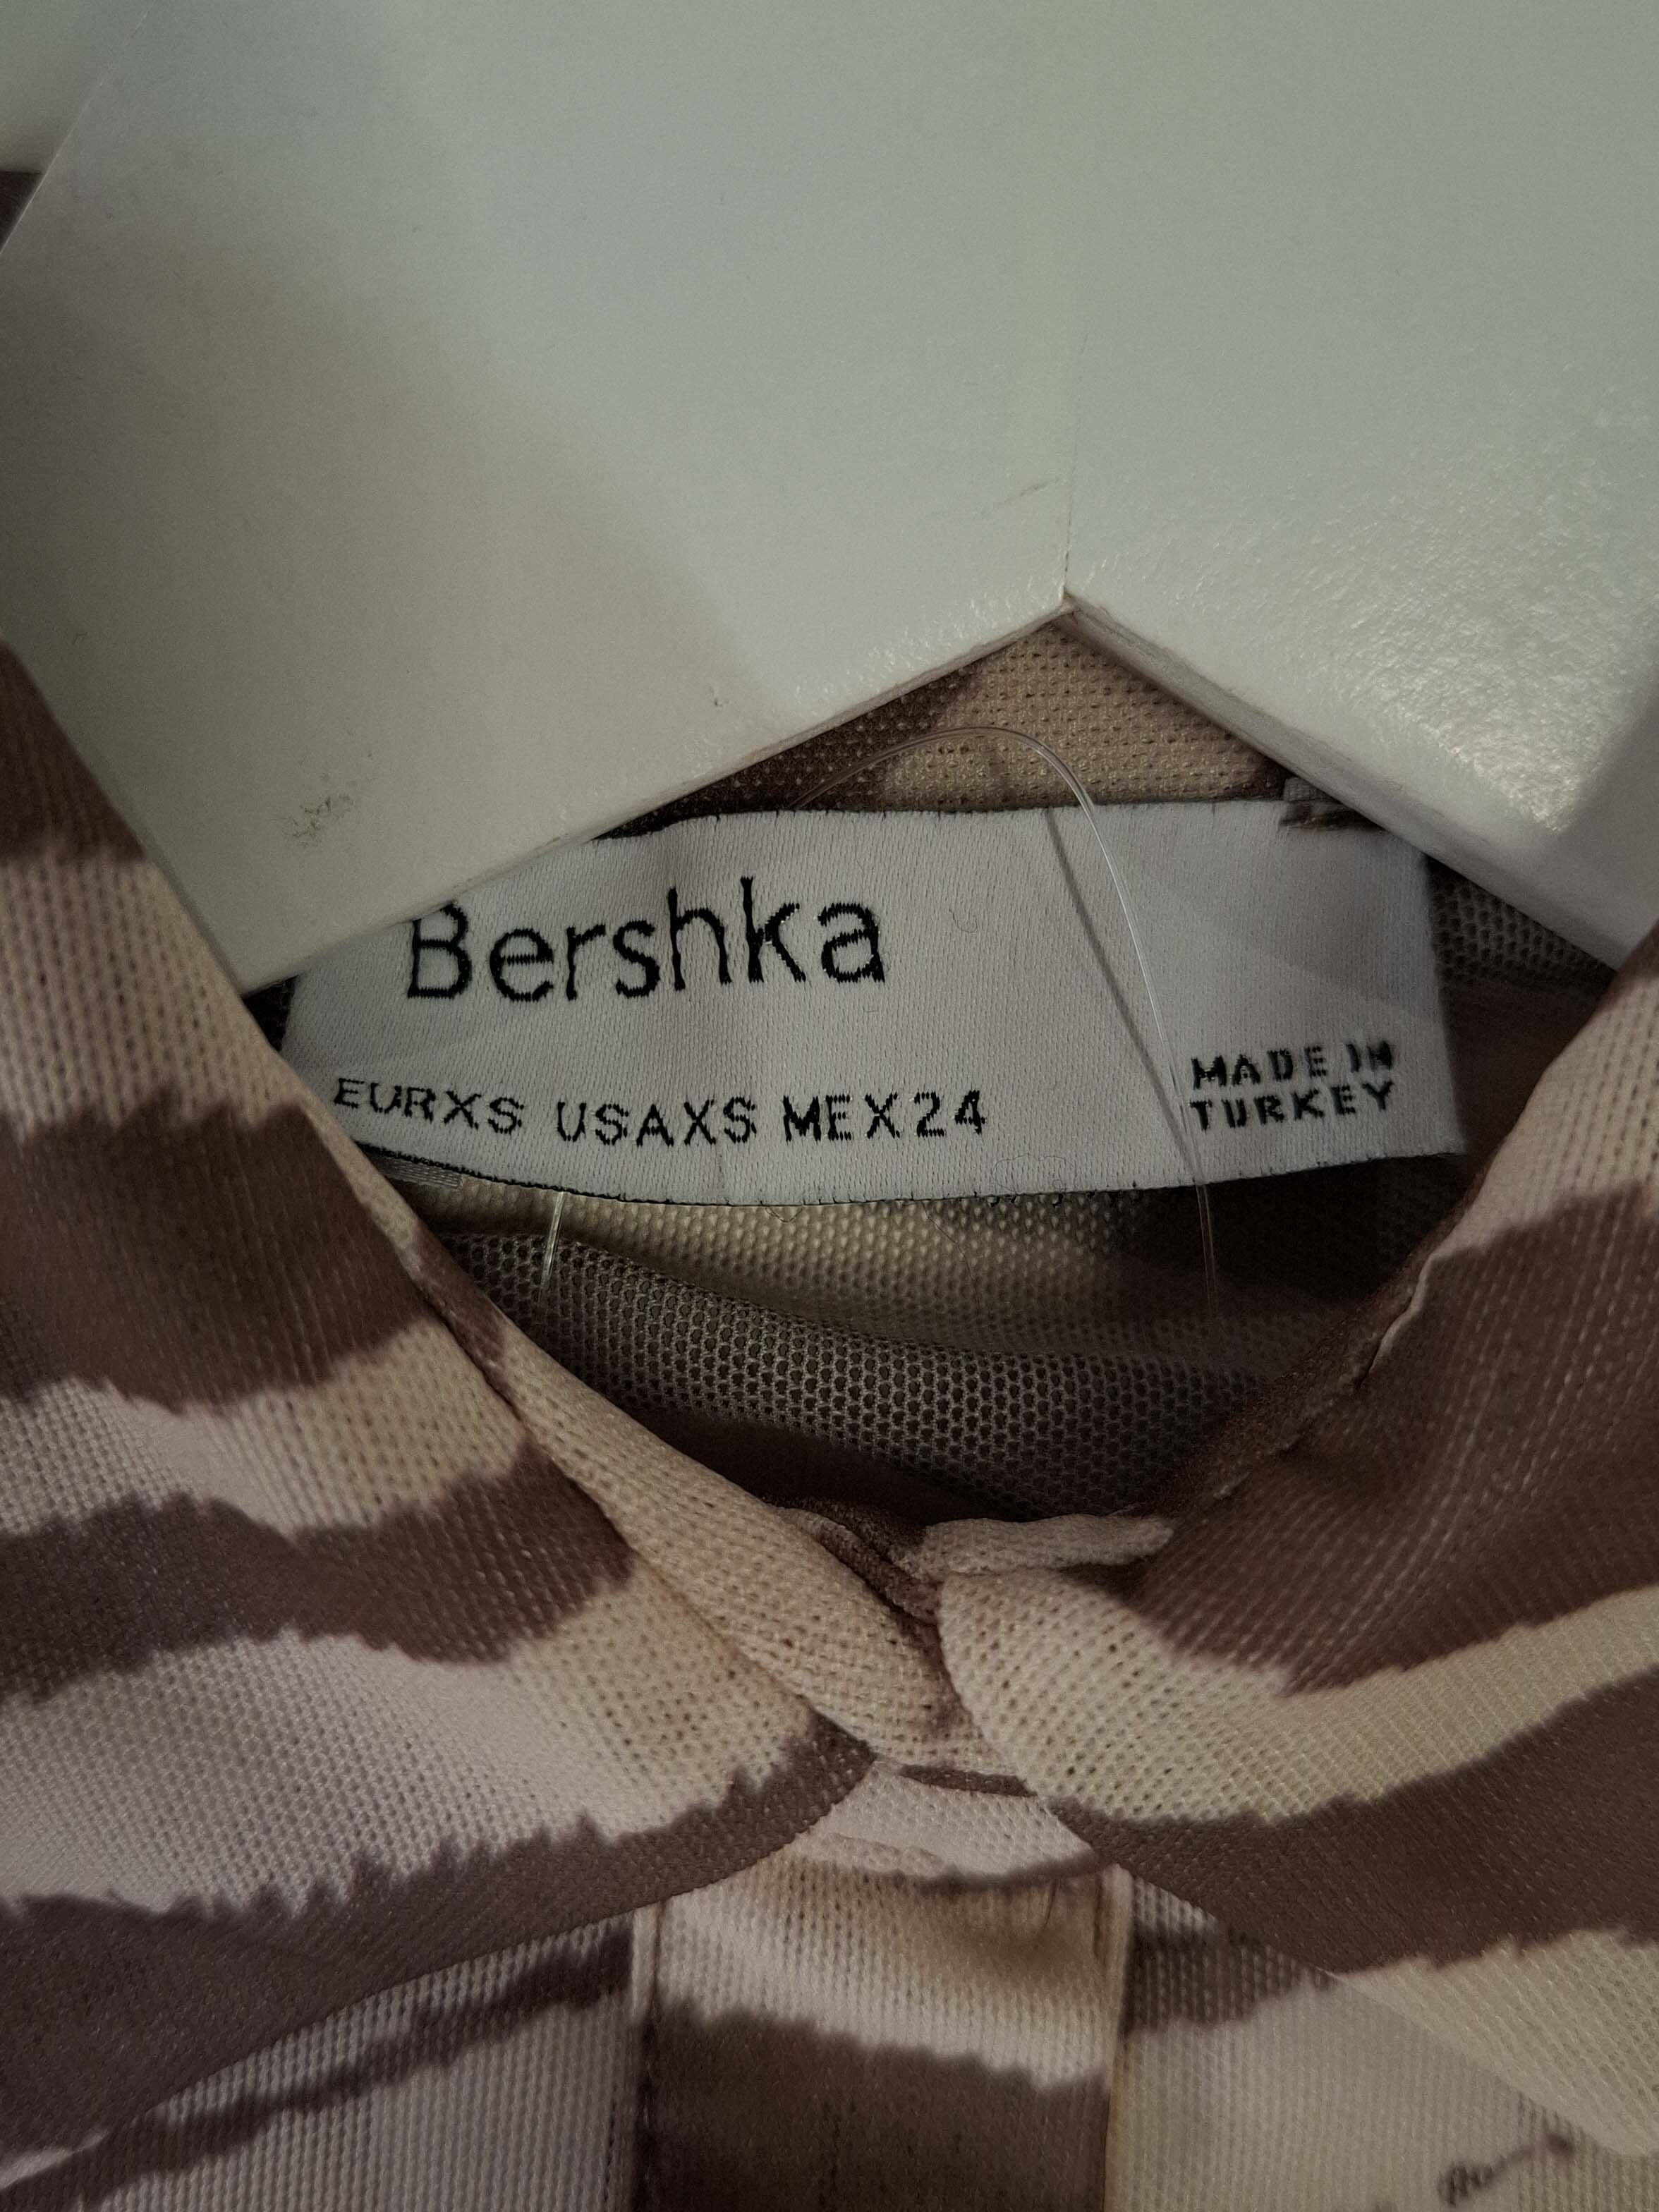 Bershka
EURXS USAXS MEX24
MADE IN
TURKEY